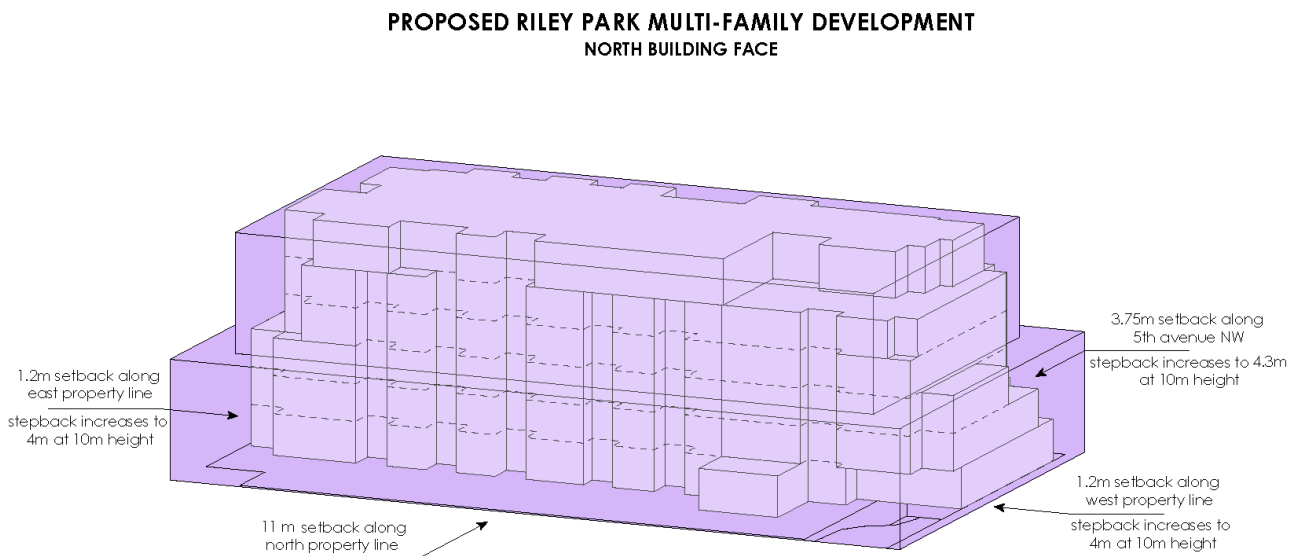 PROPOSED RILEY PARK MULTI-FAMILY DEVELOPMENT
NORTH BUILDING FACE
3.75m setback along
5th avenue NW
stepback increases to 4.3m
at 10m height
1.2m setback along
east property line
stepback increases to
4m at 10m height
1.2m setback along
west property line
stepback increases to
4m at 10m height
11 m setback along
north property line